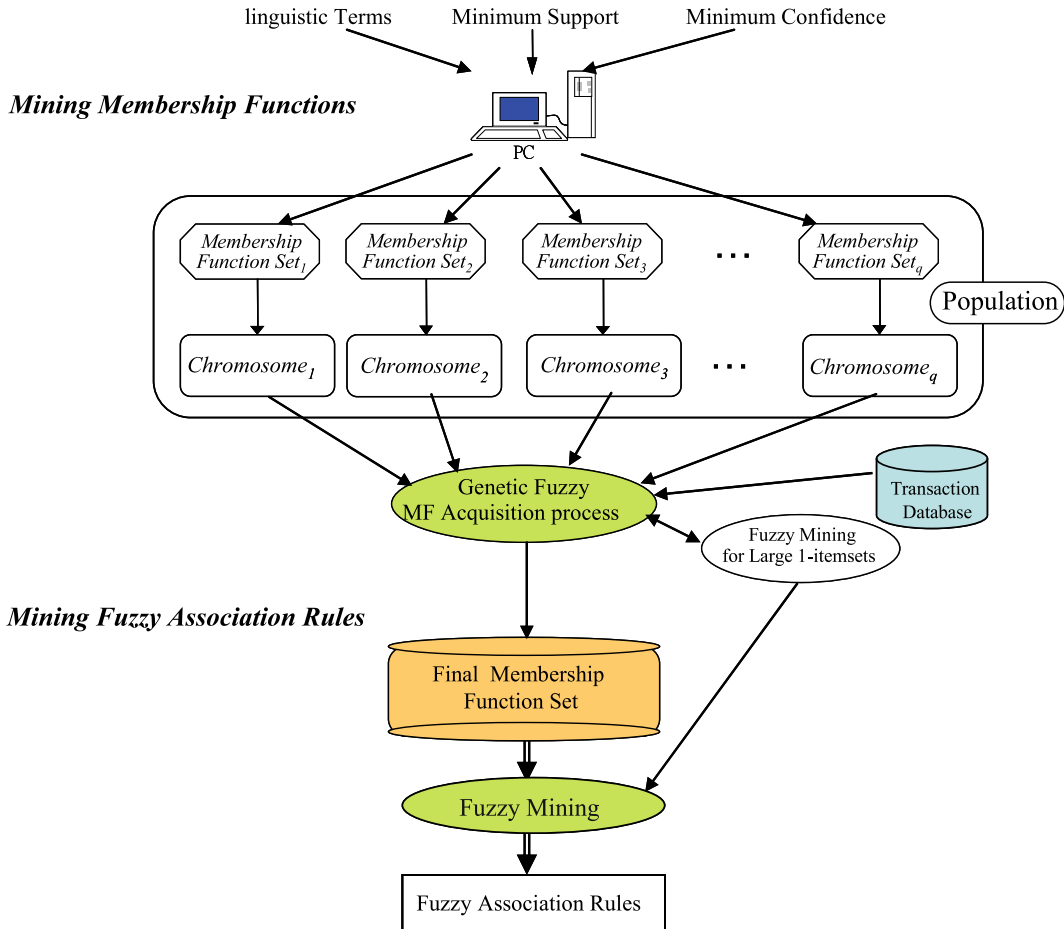 linguistic Terms Minimum Support Minimum Confidence
Mining Membership Functions
PC
Membership Function Set1
Membership Function Set2
Membership Function Set3
...
Membership Function Setq
Population
Chromosome1
Chromosome2
Chromosome3
...
Chromosomeq
Genetic Fuzzy
MF Acquisition process
Transaction
Database
Fuzzy Mining
for Large 1-itemsets
Mining Fuzzy Association Rules
Final Membership
Function Set
Fuzzy Mining
Fuzzy Association Rules